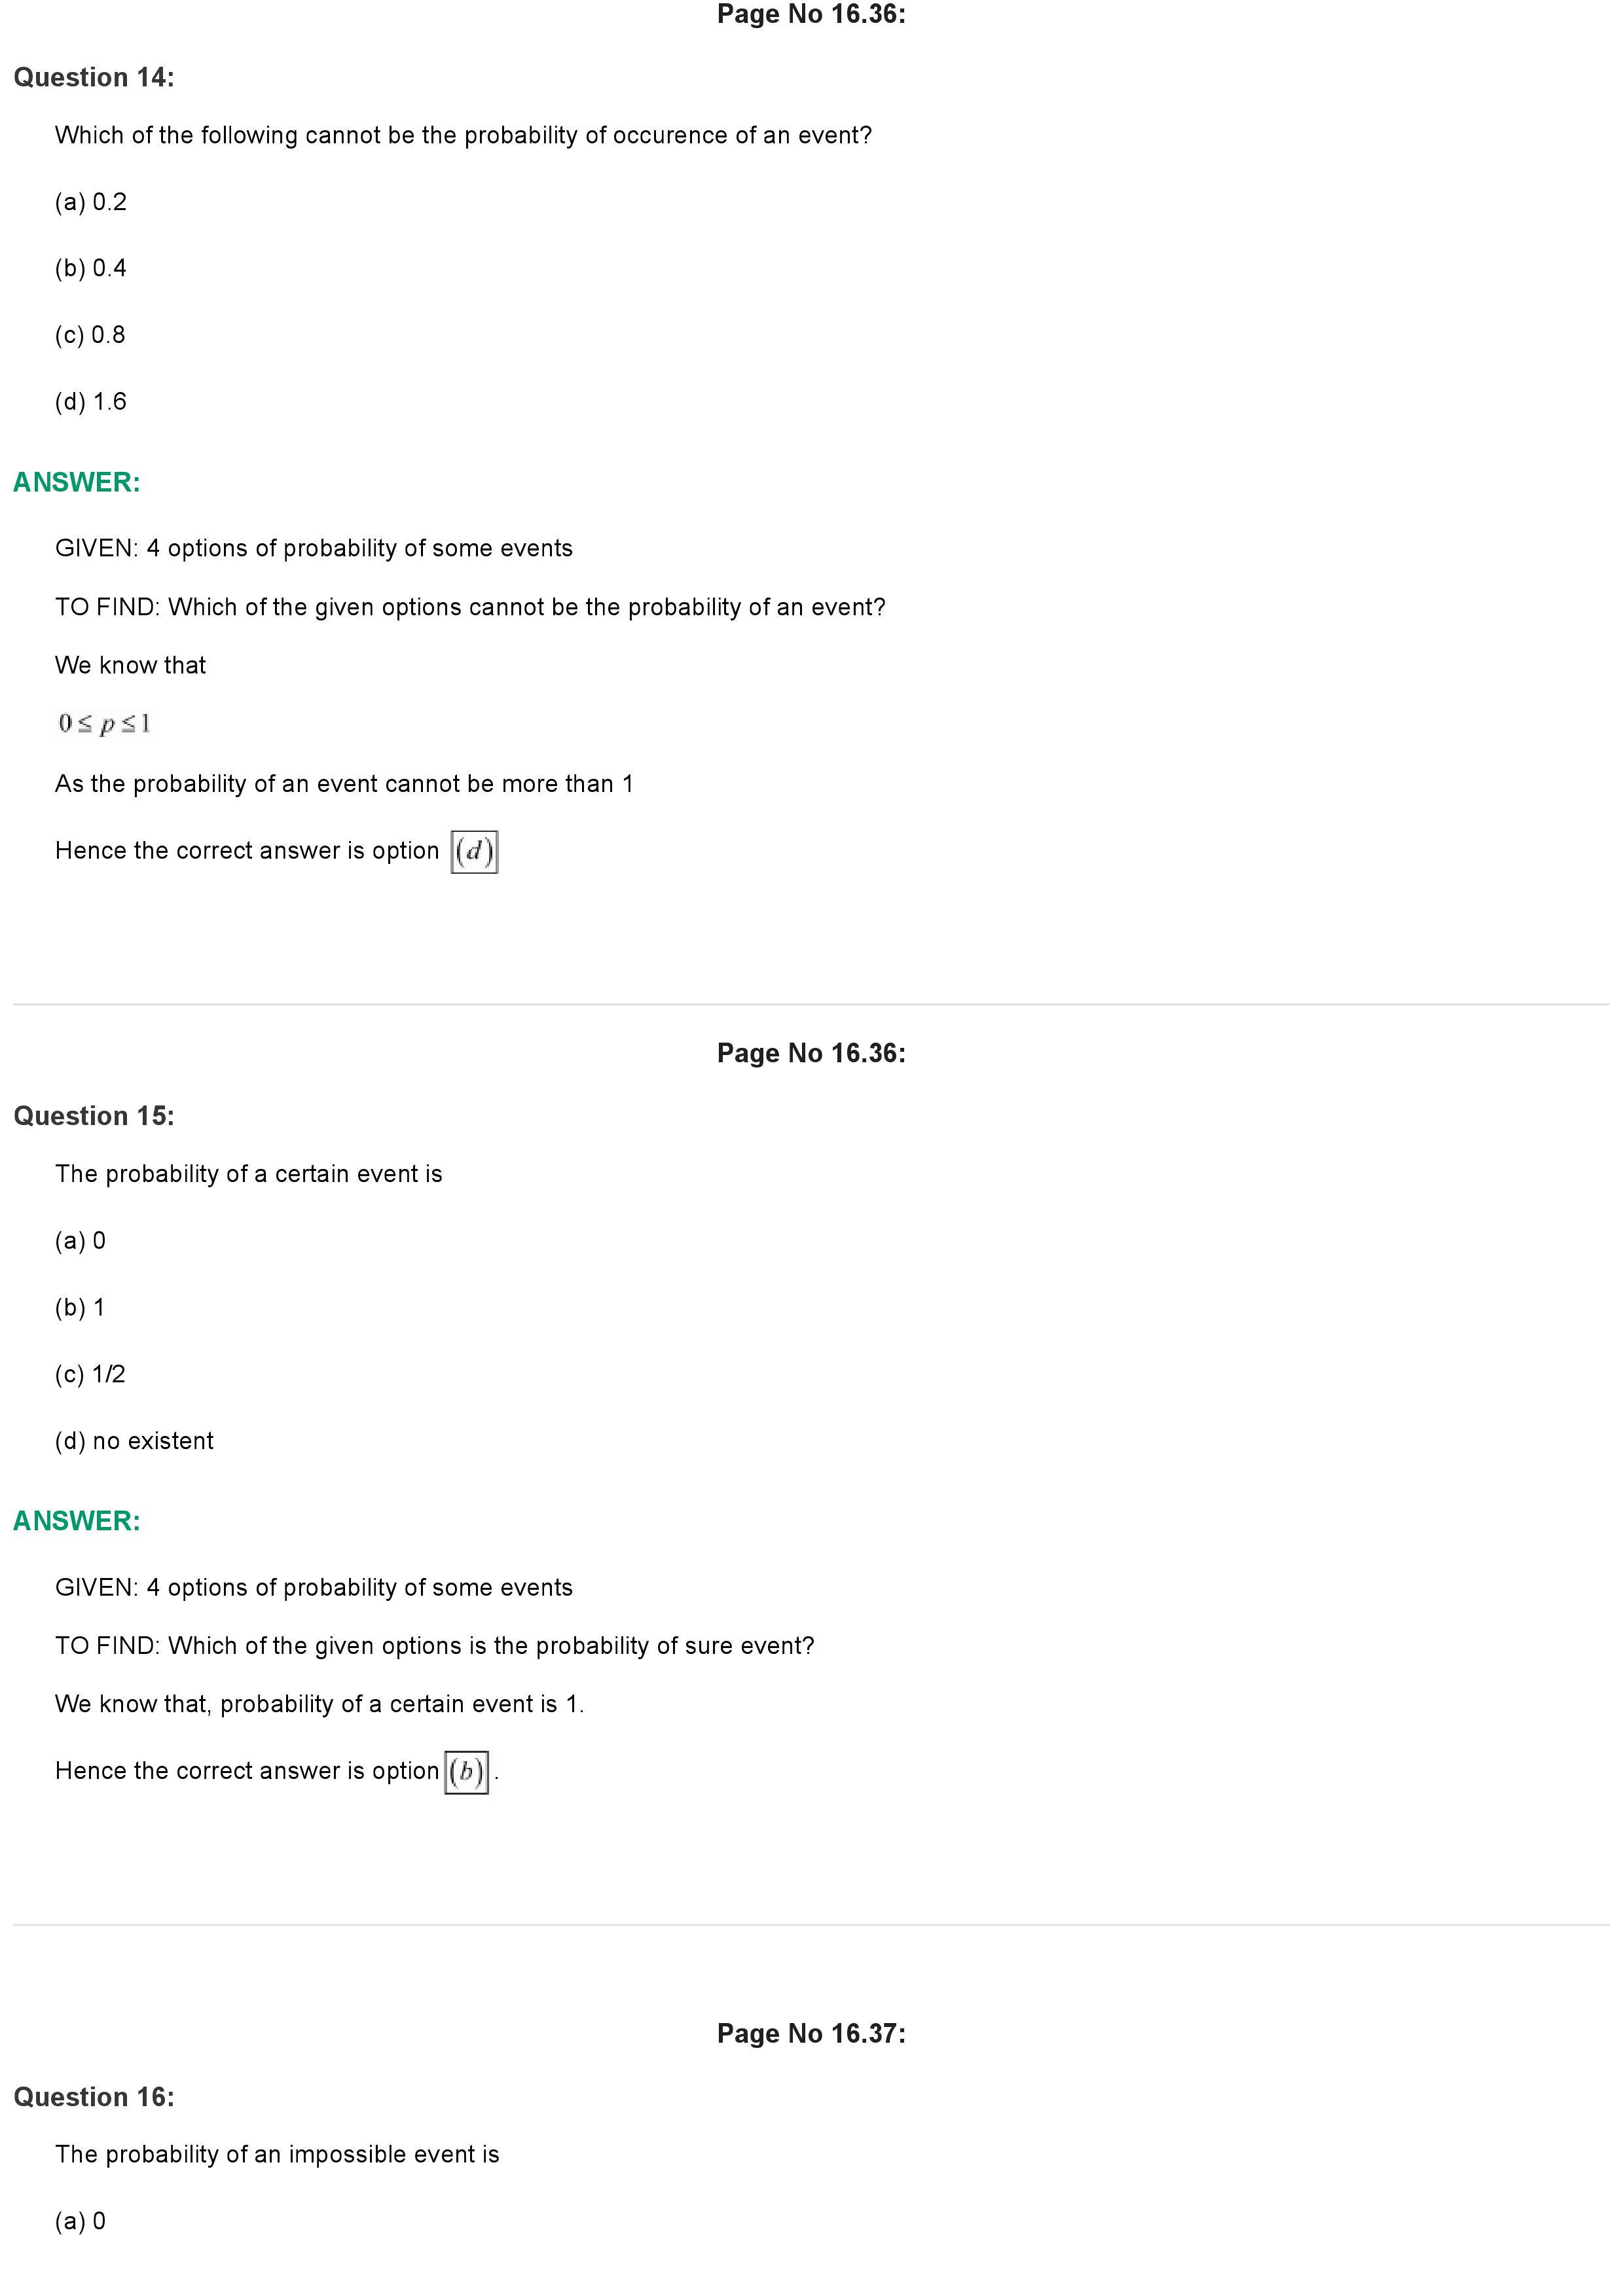 Page No 16.36:
Question 14:
Which of the following cannot be the probability of occurence of an event?
(a) 0.2
(b) 0.4
(c) 0.8
(d) 1.6
ANSWER:
GIVEN: 4 options of probability of some events
TO FIND: Which of the given options cannot be the probability of an event?
We know that
0 ≤ p ≤ 1
As the probability of an event cannot be more than 1
Hence the correct answer is option (d)
Page No 16.36:
Question 15:
The probability of a certain event is
(a) 0
(b) 1
(c) 1/2
(d) no existent
ANSWER:
GIVEN: 4 options of probability of some events
TO FIND: Which of the given options is the probability of sure event?
We know that, probability of a certain event is 1.
Hence the correct answer is option (b) .
Page No 16.37:
Question 16:
The probability of an impossible event is
(a) 0